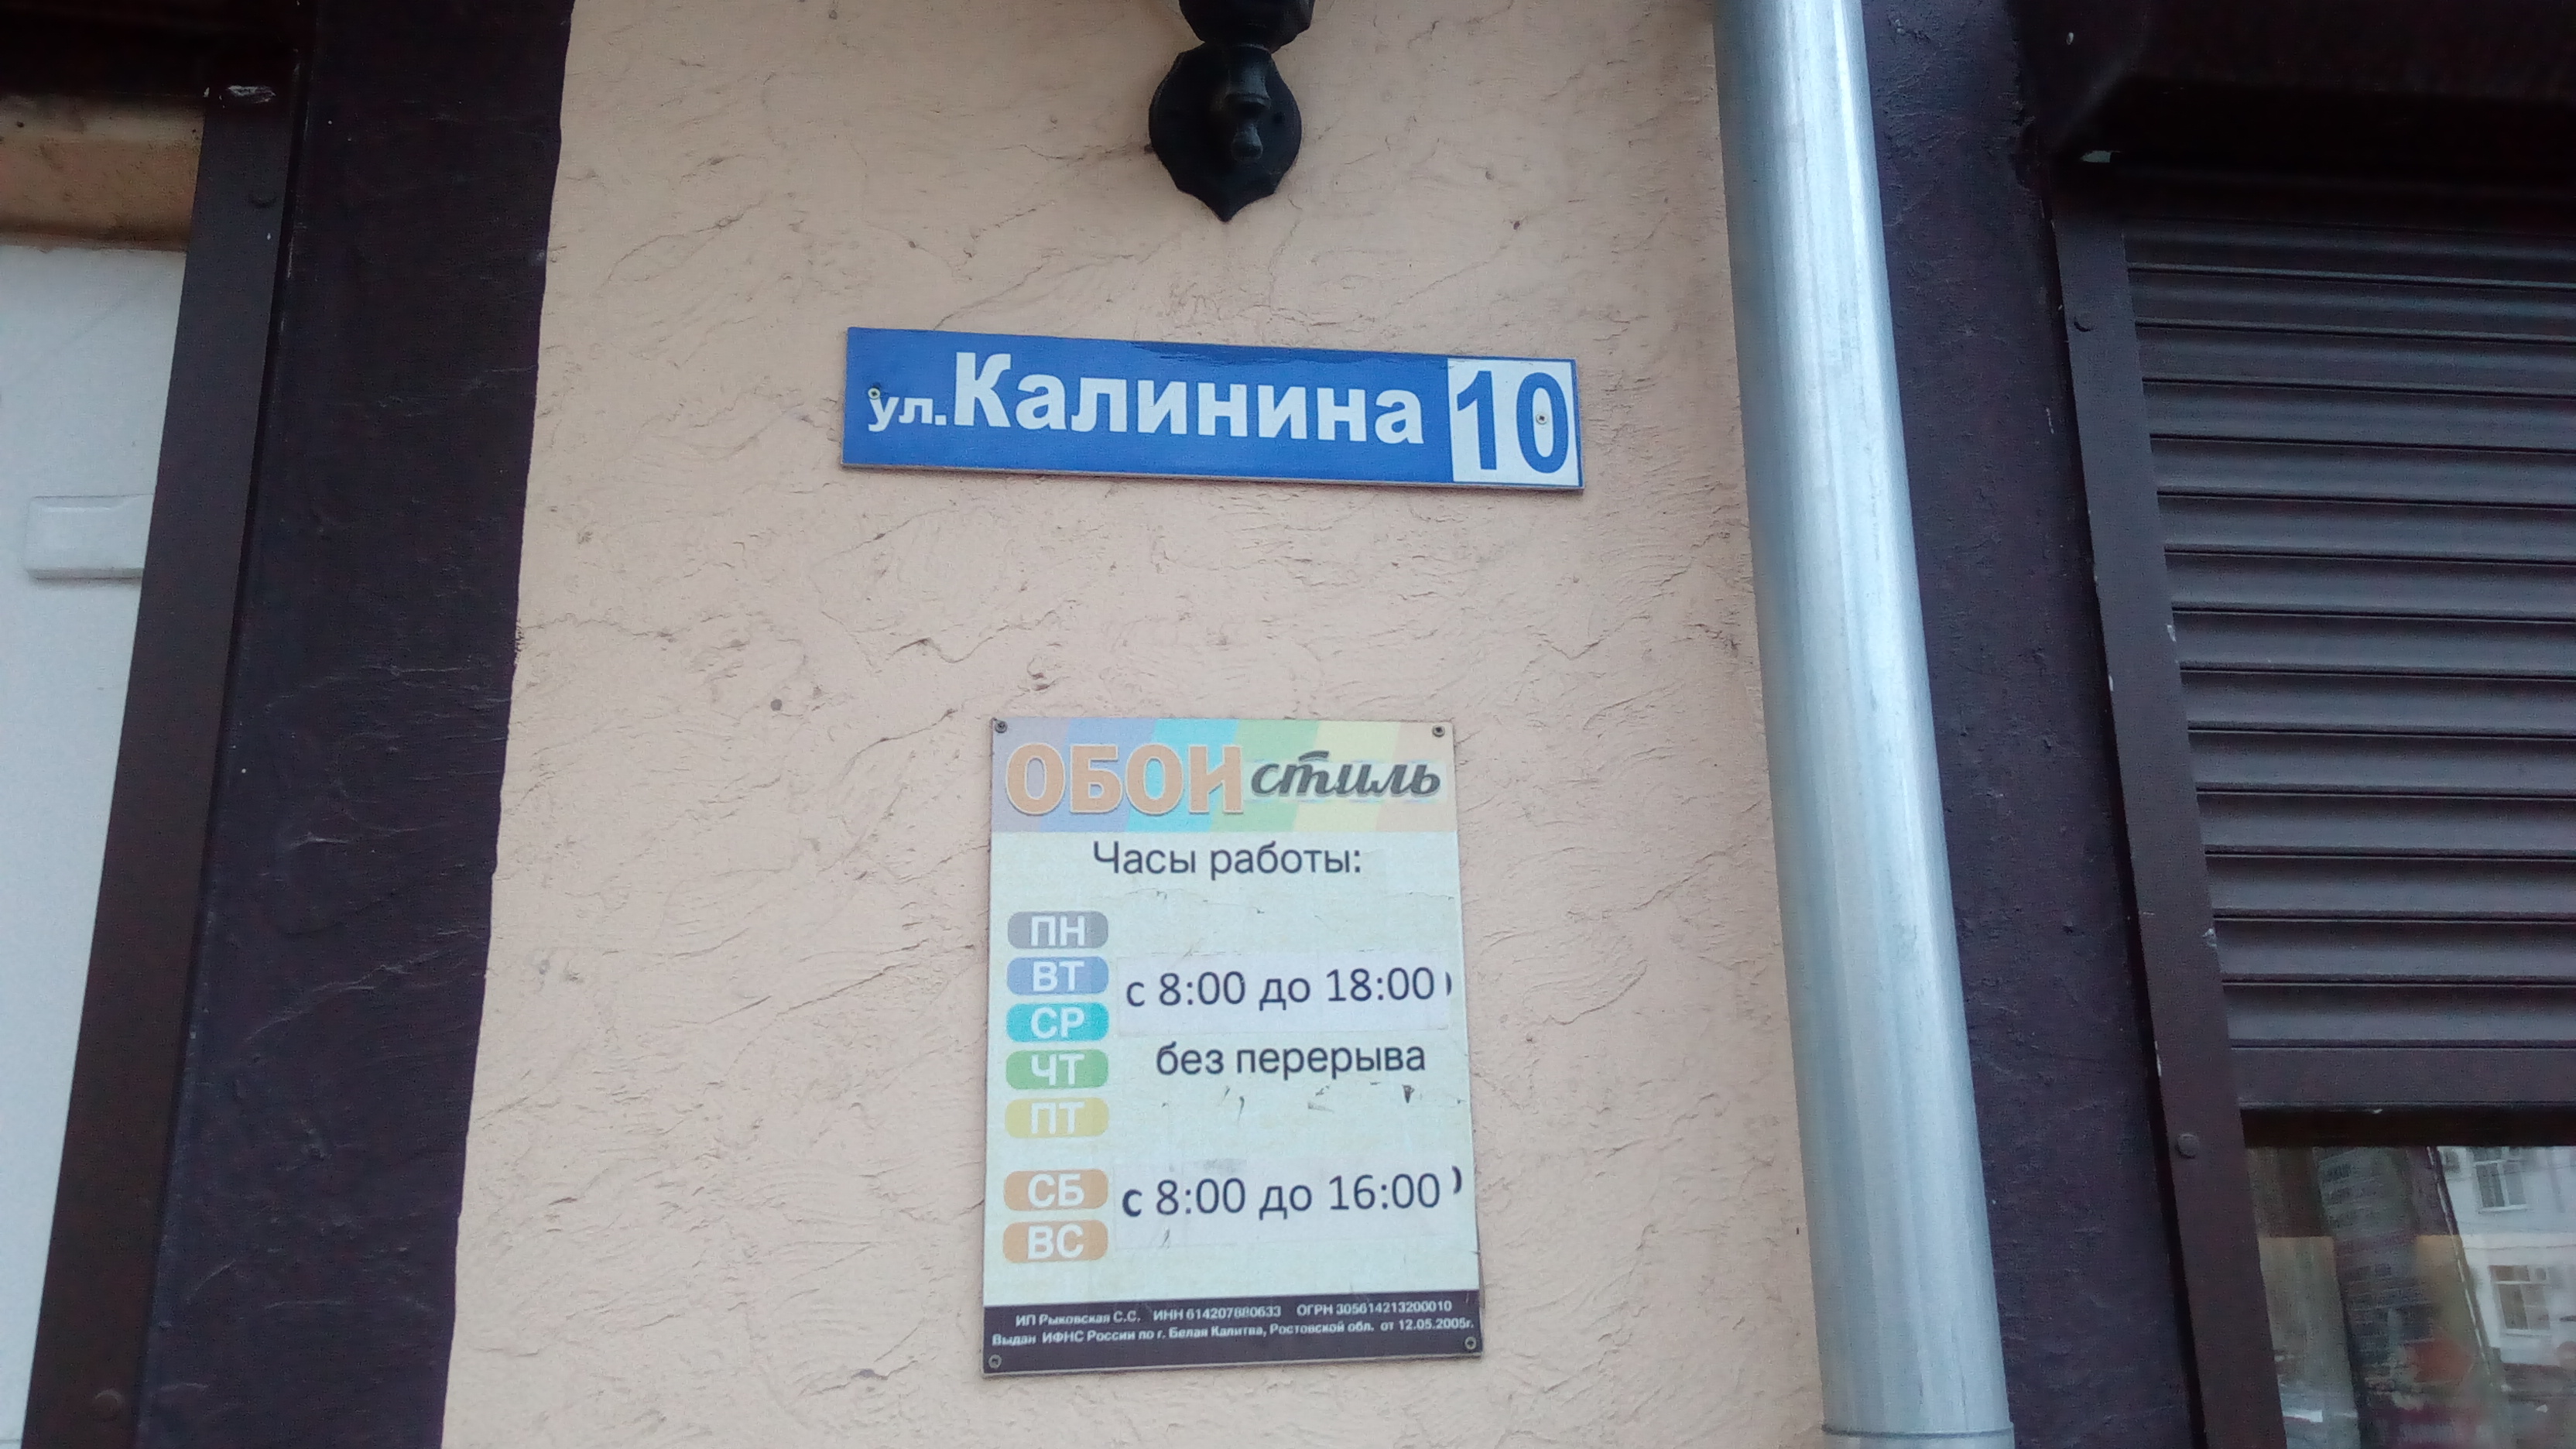 ул.Калинина 10
ОБОИ стиль
Часы работы:
ПН
ВТ
с 8:00 до 18:00
СР
без перерыва
ЧТ
ПТ
СБ
с 8:00 до 16:00
ВС
ИП Рыковская С.С. ИНН 614207880633 ОГРН 305614213200010
Выдан ИФНС России по г. Белая Калитва, Ростовской обл. от 12.05.2005г.